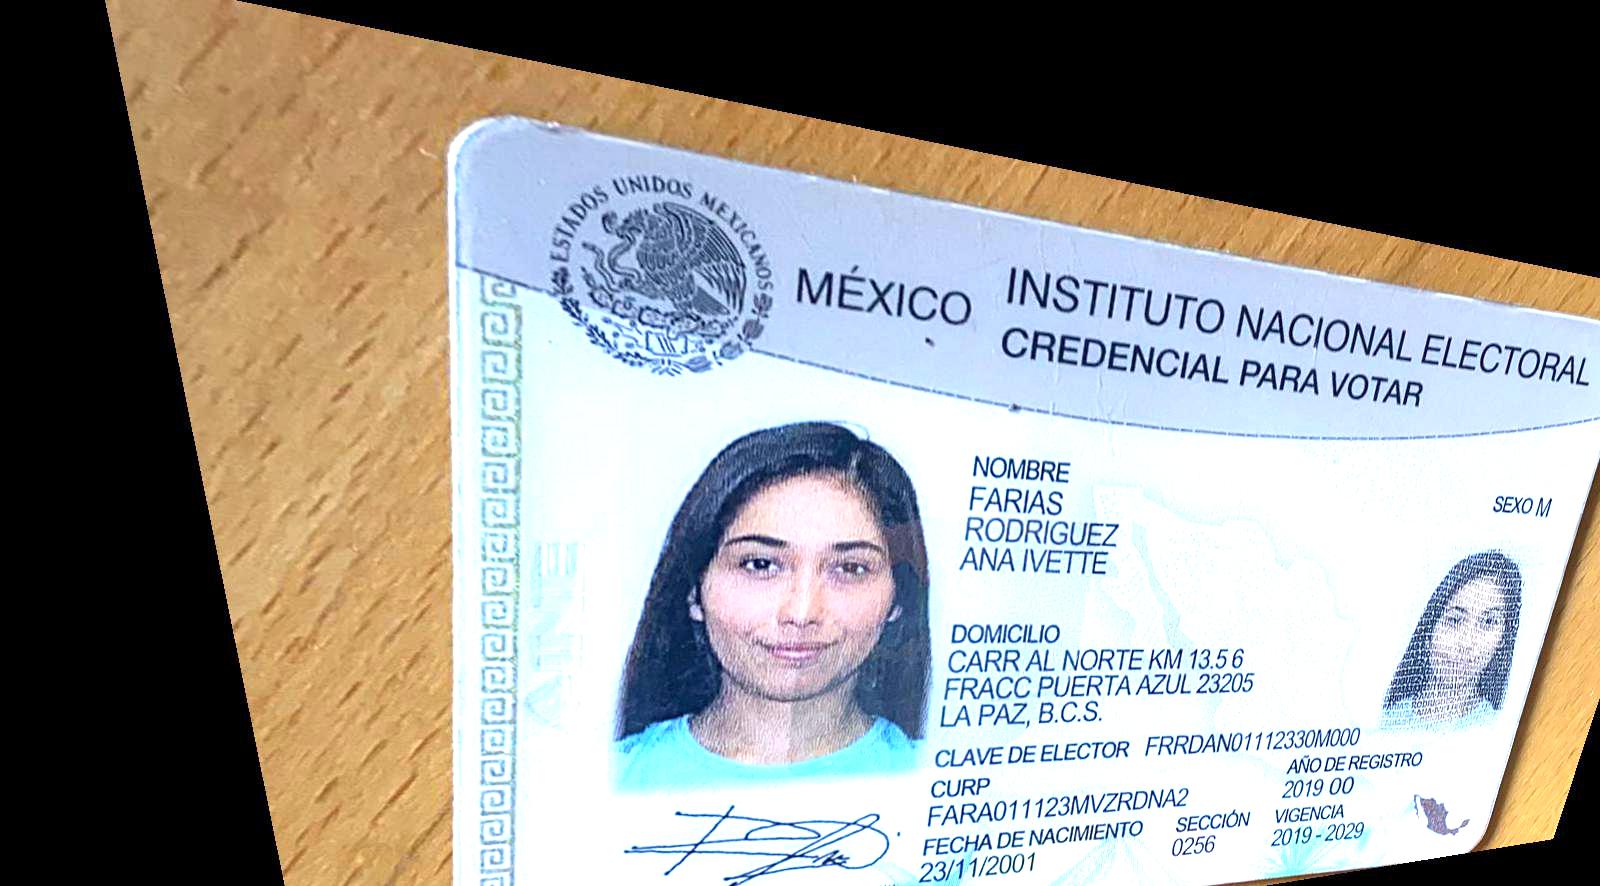 ESTADOS UNIDOS MEXICANOS
MÉXICO INSTITUTO NACIONAL ELECTORAL
CREDENCIAL PARA VOTAR
NOMBRE
FARIAS
RODRIGUEZ
ANA IVETTE
SEXO M
DOMICILIO
CARR AL NORTE KM 13.5 6
FRACC PUERTA AZUL 23205
LA PAZ, B.C.S.
CLAVE DE ELECTOR FRRDAN01112330M000
CURP
FARA011123MVZRDNA2
AÑO DE REGISTRO
2019 00
FECHA DE NACIMIENTO
23/11/2001
SECCIÓN
0256
VIGENCIA
2019 - 2029